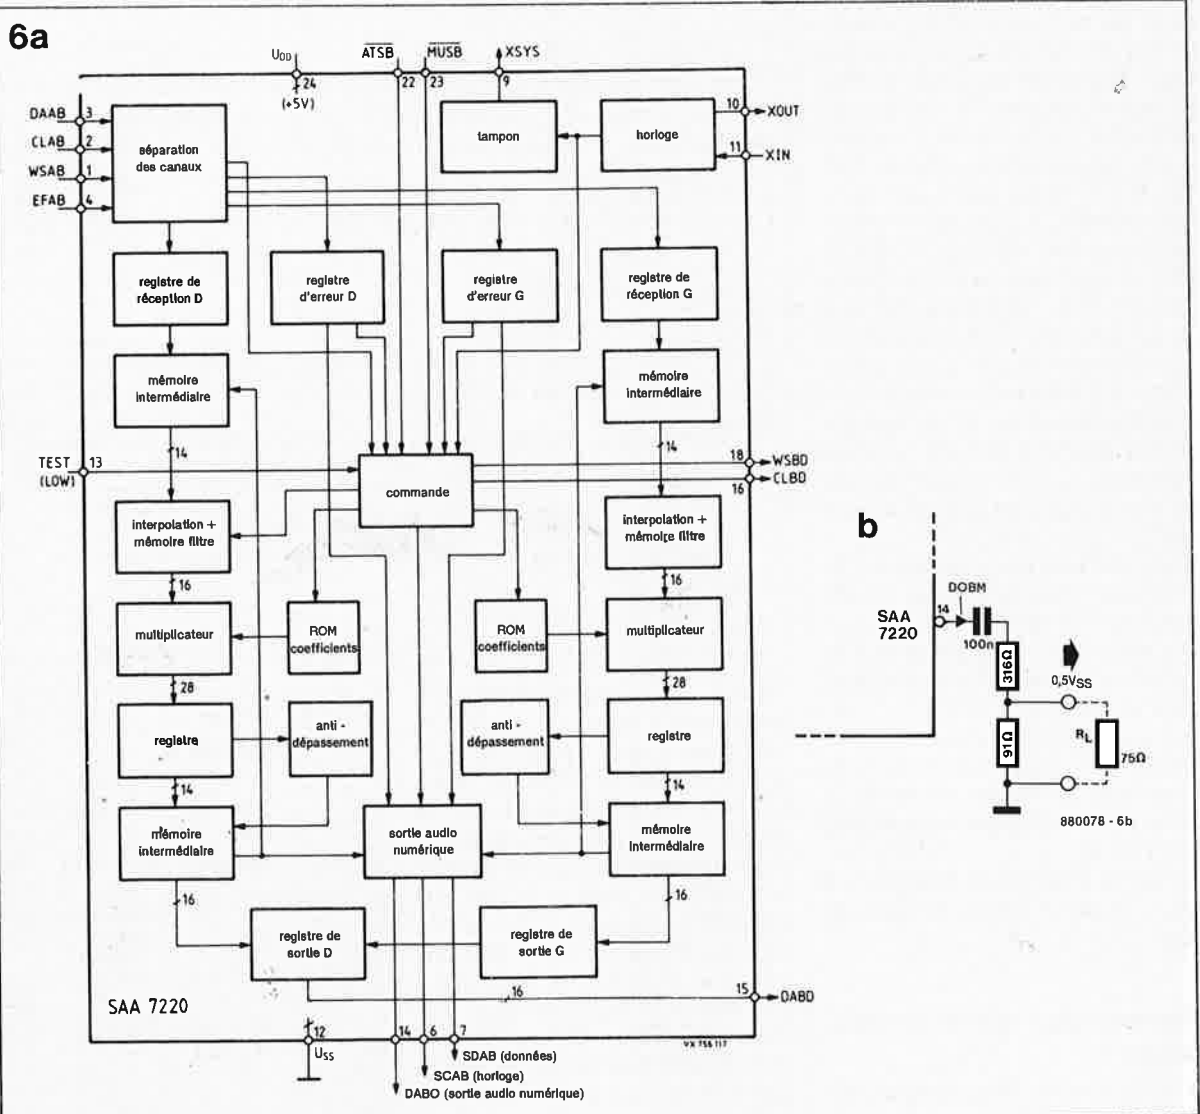 6a
UDD
24
(+5V)
ATSB
22
MUSB
23
XSYS
9
DAAB 3
CLAB 2
WSAB 1
EFAB 4
séparation
des canaux
tampon
horloge
10 XOUT
11 XIN
registre de
réception D
registre
d'erreur D
registre
d'erreur G
registre de
réception G
mémoire
intermédiaire
mémoire
intermédiaire
14
14
TEST 13
(LOW)
commande
18 WSBD
16 CLBD
interpolation +
mémoire filtre
interpolation +
mémoire filtre
16
16
multiplicateur
ROM
coefficients
ROM
coefficients
multiplicateur
28
28
registre
anti -
dépassement
anti -
dépassement
registre
14
14
mémoire
intermédiaire
sortie audio
numérique
mémoire
intermédiaire
16
16
registre de
sortie D
registre de
sortie G
16
15 DABD
SAA 7220
12
USS
14
6
7
VX 756 117
SDAB (données)
SCAB (horloge)
DABO (sortie audio numérique)
b
SAA
7220
14
DOBM
100n
316Ω
0,5VSS
91Ω
RL
75Ω
880078 - 6b